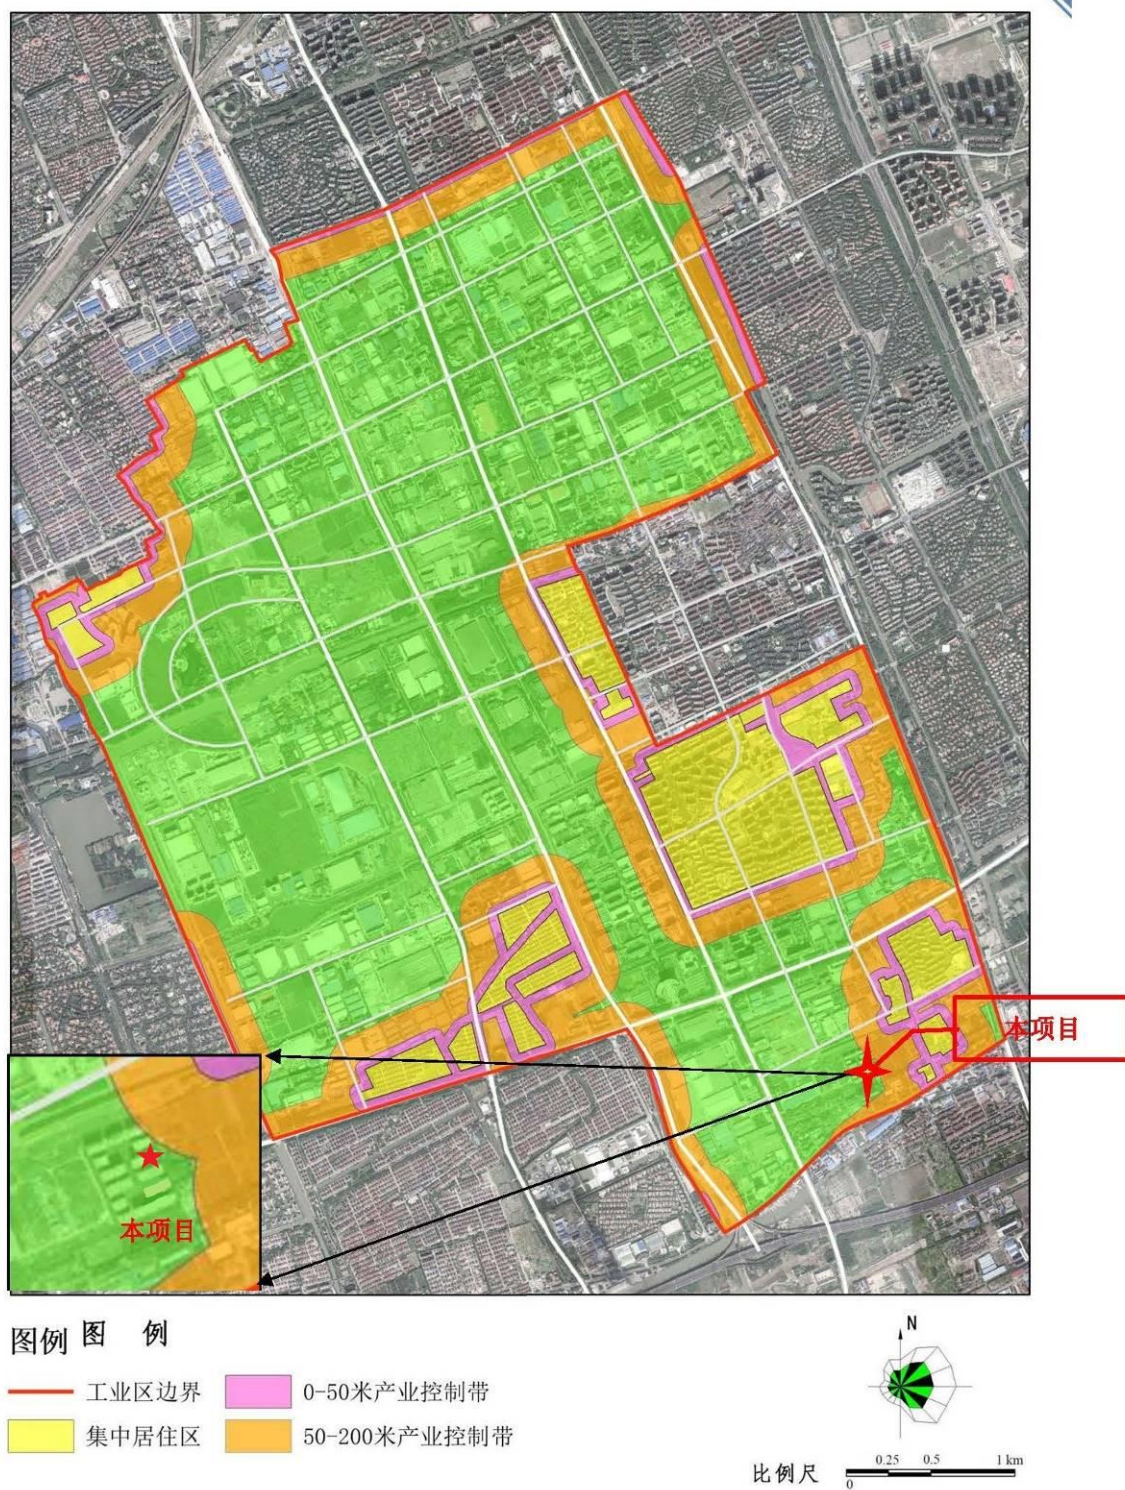 本项目
本项目
图例 图 例
N
工业区边界
0-50米产业控制带
集中居住区
50-200米产业控制带
比例尺
0.25 0.5 1 km
0